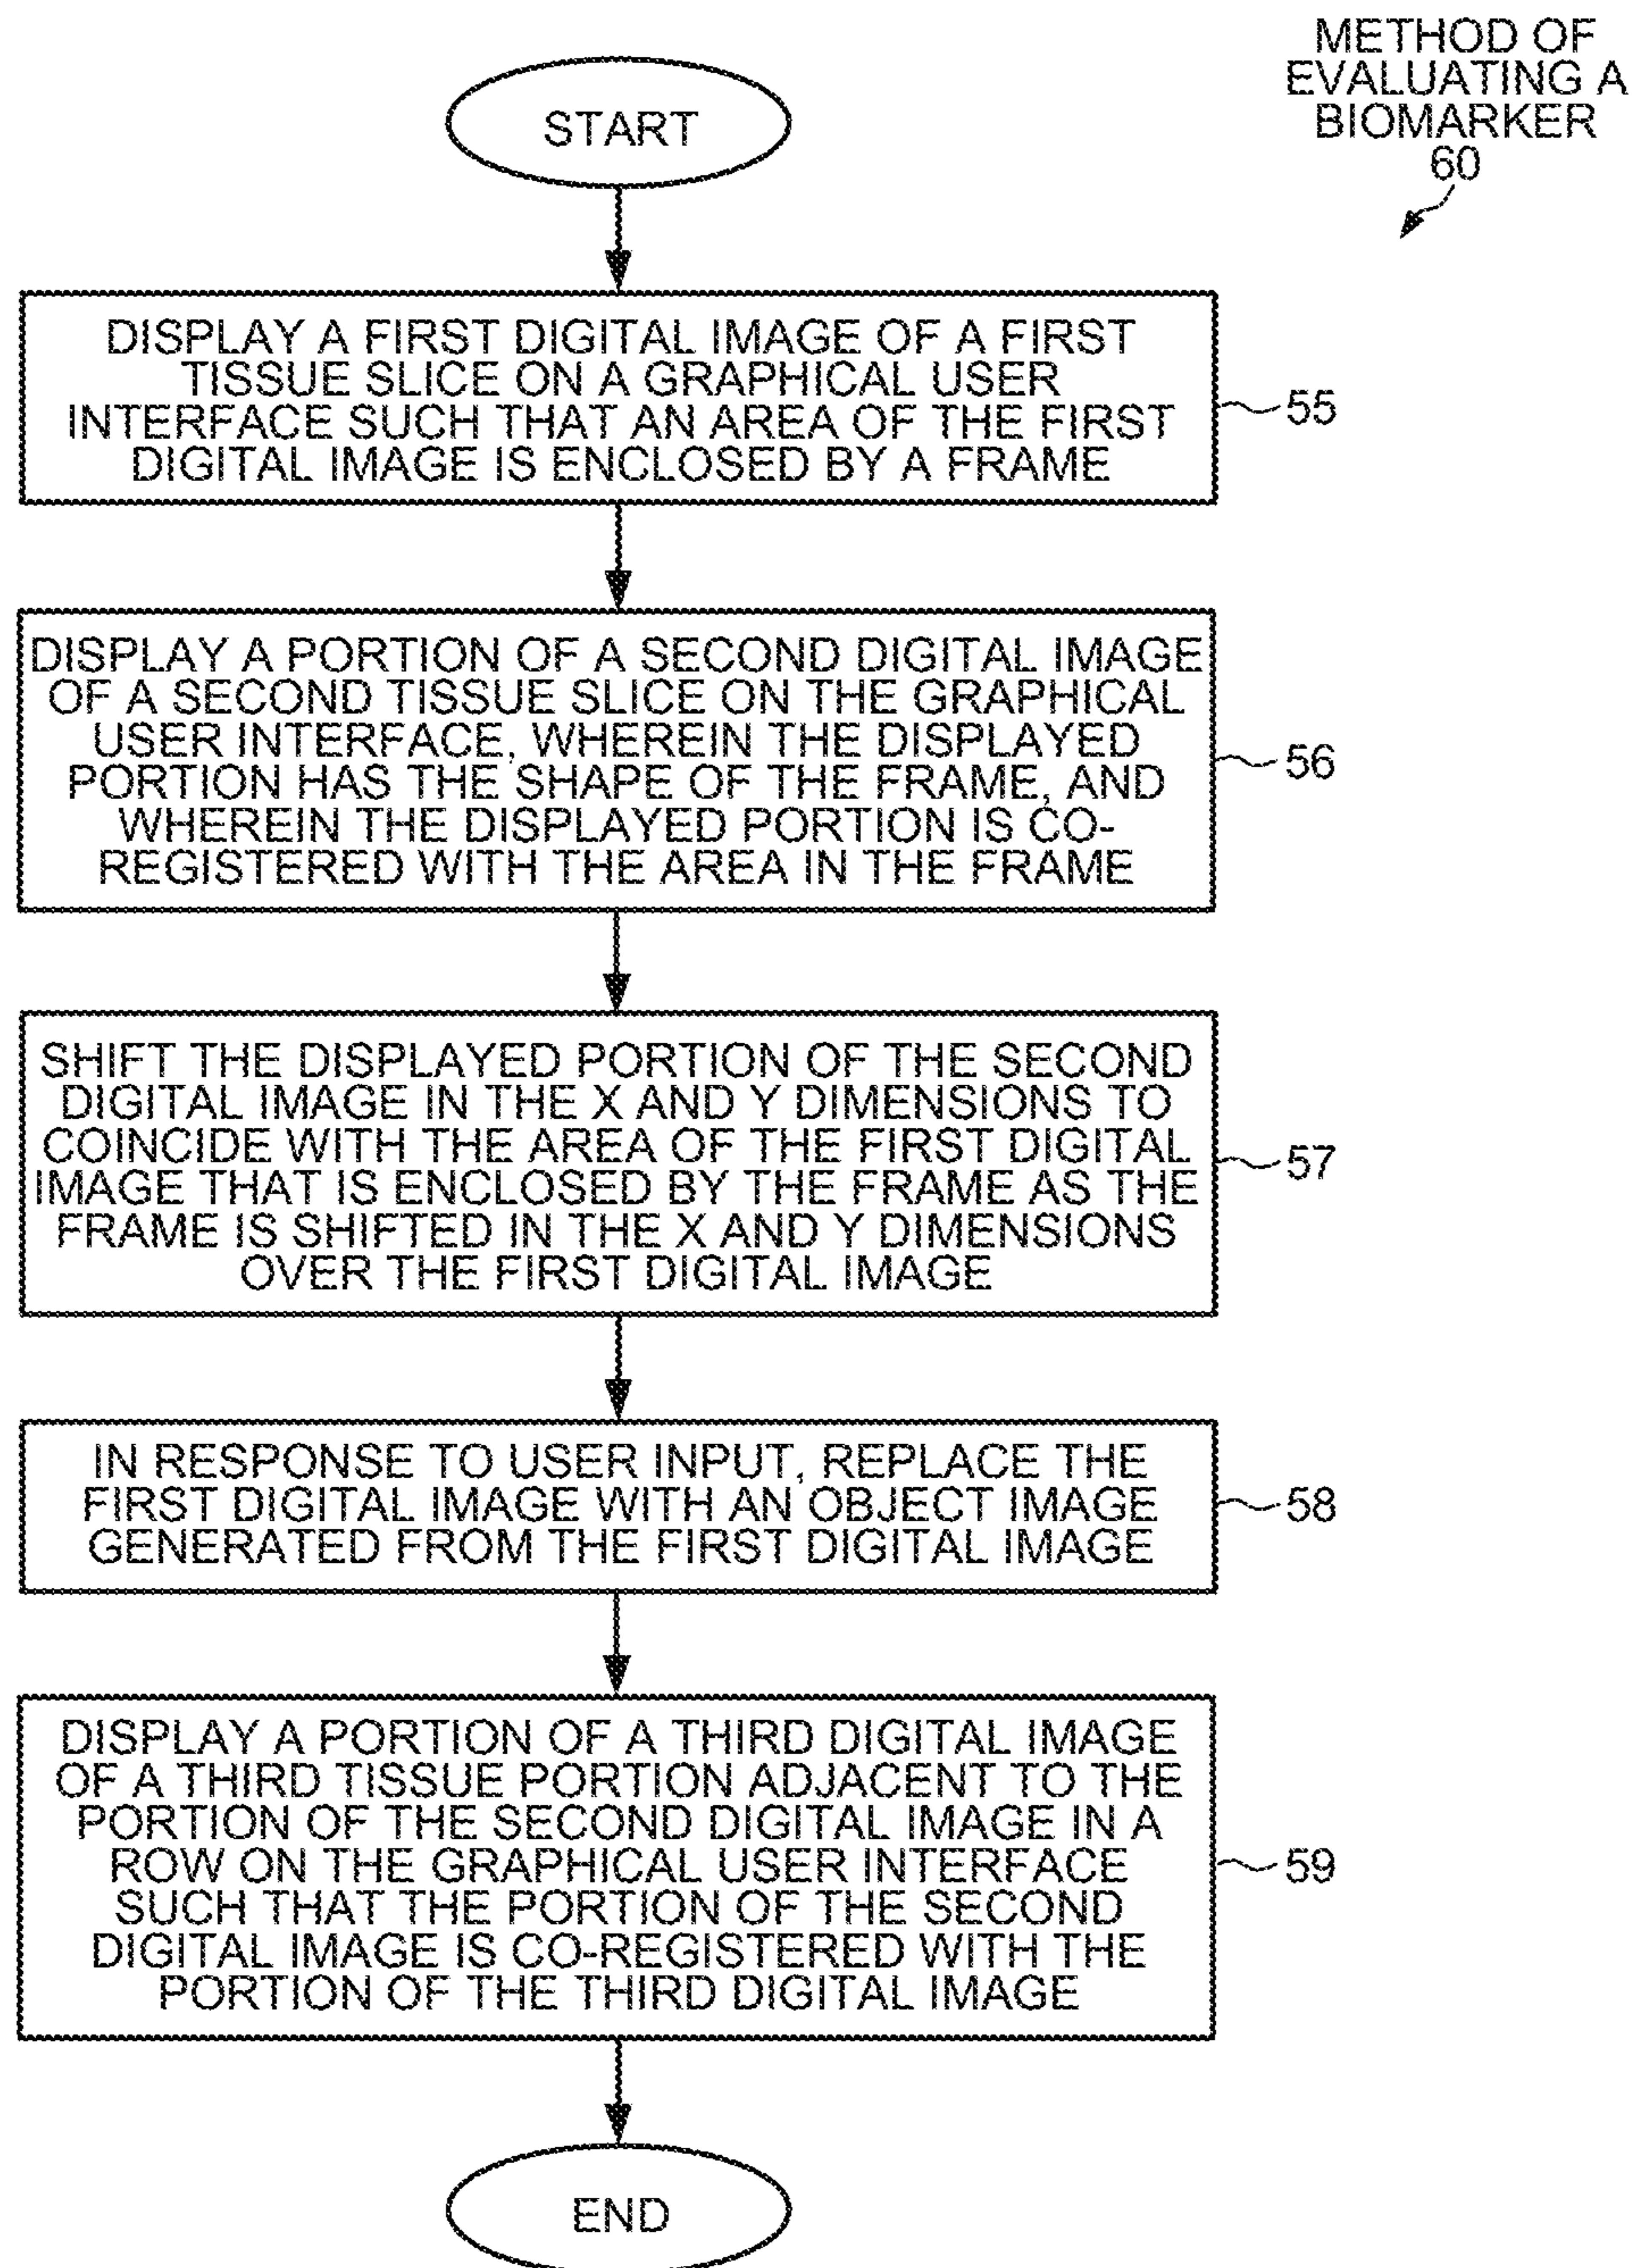 METHOD OF
EVALUATING A
BIOMARKER
60
START
DISPLAY A FIRST DIGITAL IMAGE OF A FIRST
TISSUE SLICE ON A GRAPHICAL USER
INTERFACE SUCH THAT AN AREA OF THE FIRST
DIGITAL IMAGE IS ENCLOSED BY A FRAME
55
DISPLAY A PORTION OF A SECOND DIGITAL IMAGE
OF A SECOND TISSUE SLICE ON THE GRAPHICAL
USER INTERFACE, WHEREIN THE DISPLAYED
PORTION HAS THE SHAPE OF THE FRAME, AND
WHEREIN THE DISPLAYED PORTION IS CO-
REGISTERED WITH THE AREA IN THE FRAME
56
SHIFT THE DISPLAYED PORTION OF THE SECOND
DIGITAL IMAGE IN THE X AND Y DIMENSIONS TO
COINCIDE WITH THE AREA OF THE FIRST DIGITAL
IMAGE THAT IS ENCLOSED BY THE FRAME AS THE
FRAME IS SHIFTED IN THE X AND Y DIMENSIONS
OVER THE FIRST DIGITAL IMAGE
57
IN RESPONSE TO USER INPUT, REPLACE THE
FIRST DIGITAL IMAGE WITH AN OBJECT IMAGE
GENERATED FROM THE FIRST DIGITAL IMAGE
58
DISPLAY A PORTION OF A THIRD DIGITAL IMAGE
OF A THIRD TISSUE PORTION ADJACENT TO THE
PORTION OF THE SECOND DIGITAL IMAGE IN A
ROW ON THE GRAPHICAL USER INTERFACE
SUCH THAT THE PORTION OF THE SECOND
DIGITAL IMAGE IS CO-REGISTERED WITH THE
PORTION OF THE THIRD DIGITAL IMAGE
59
END